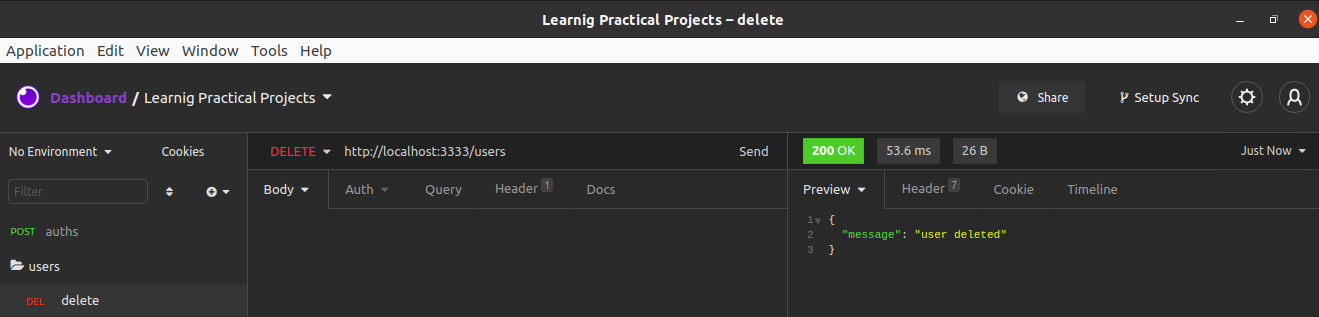 Learnig Practical Projects – delete
Application Edit View Window Tools Help
Dashboard / Learnig Practical Projects
Share
Setup Sync
No Environment
Cookies
DELETE http://localhost:3333/users
Send
200 OK
53.6 ms
26 B
Just Now
Filter
Body
Auth
Query
Header 1
Docs
Preview
Header 7
Cookie
Timeline
POST auths
users
DEL delete
1 {
2 "message": "user deleted"
3 }